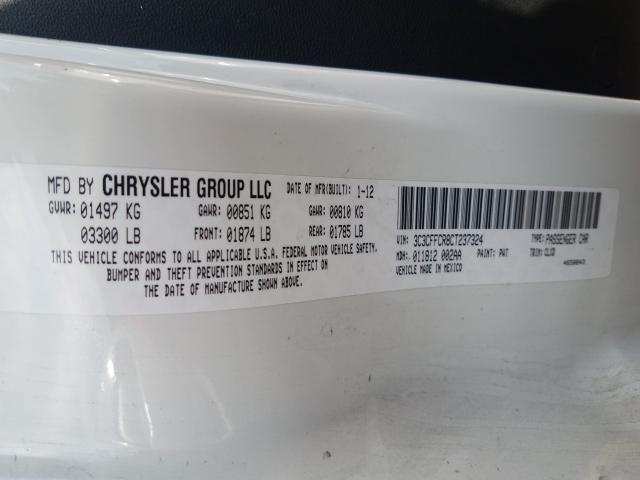 MFD BY CHRYSLER GROUP LLC DATE OF MFR(BUILT): 1-12
GVWR: 01497 KG GAWR: 00851 KG GAWR: 00810 KG
03300 LB FRONT: 01874 LB REAR: 01785 LB
THIS VEHICLE CONFORMS TO ALL APPLICABLE U.S.A. FEDERAL MOTOR VEHICLE SAFETY,
BUMPER AND THEFT PREVENTION STANDARDS IN EFFECT ON
THE DATE OF MANUFACTURE SHOWN ABOVE.
VIN: 3C3CFFCR8CT237324 TYPE: PASSENGER CAR
MDH: 011812 002AA PAINT: PWT TRIM: CLXD
VEHICLE MADE IN MEXICO